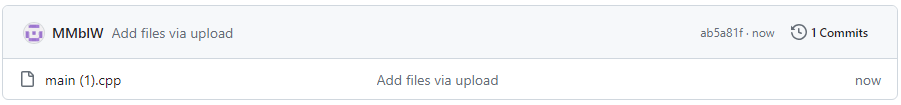 MMbIW Add files via upload ab5a81f · now 1 Commits
main (1).cpp Add files via upload now